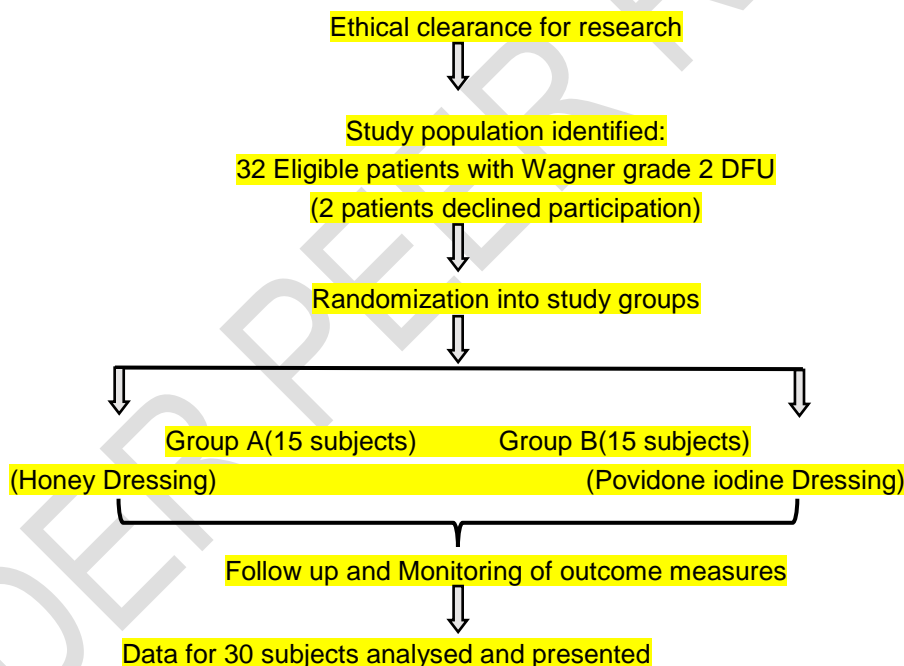 Ethical clearance for research
Study population identified:
32 Eligible patients with Wagner grade 2 DFU
(2 patients declined participation)
Randomization into study groups
Group A(15 subjects) Group B(15 subjects)
(Honey Dressing) (Povidone iodine Dressing)
Follow up and Monitoring of outcome measures
Data for 30 subjects analysed and presented